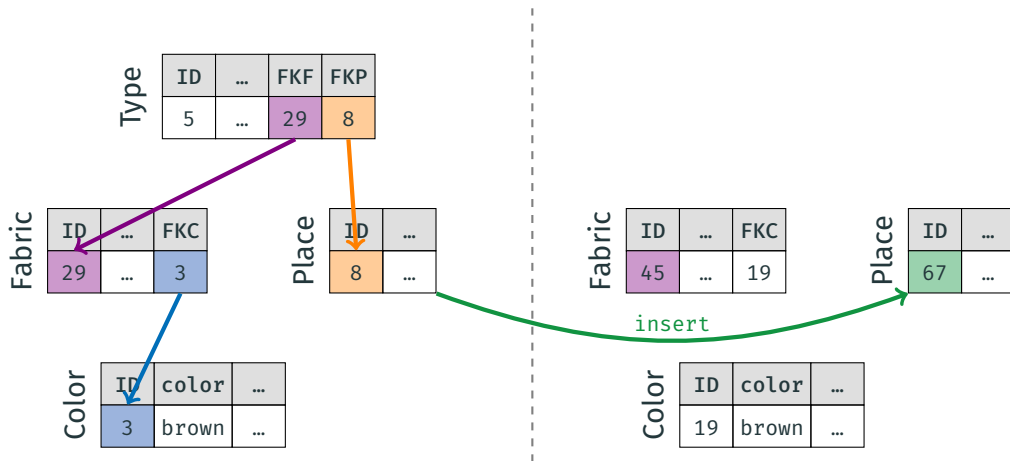 Type
ID … FKF FKP
5 … 29 8
Fabric
ID … FKC
29 … 3
Place
ID …
8 …
Color
ID color …
3 brown …
insert
Fabric
ID … FKC
45 … 19
Place
ID …
67 …
Color
ID color …
19 brown …